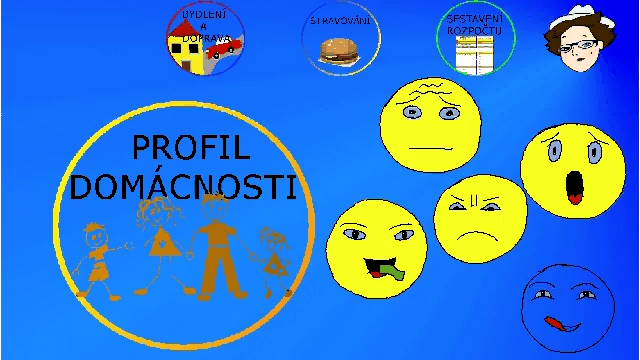 BYDLENÍ
A
DOPRAVA
STRAVOVÁNÍ
SESTAVENÍ
ROZPOČTU
PROFIL
DOMÁCNOSTI